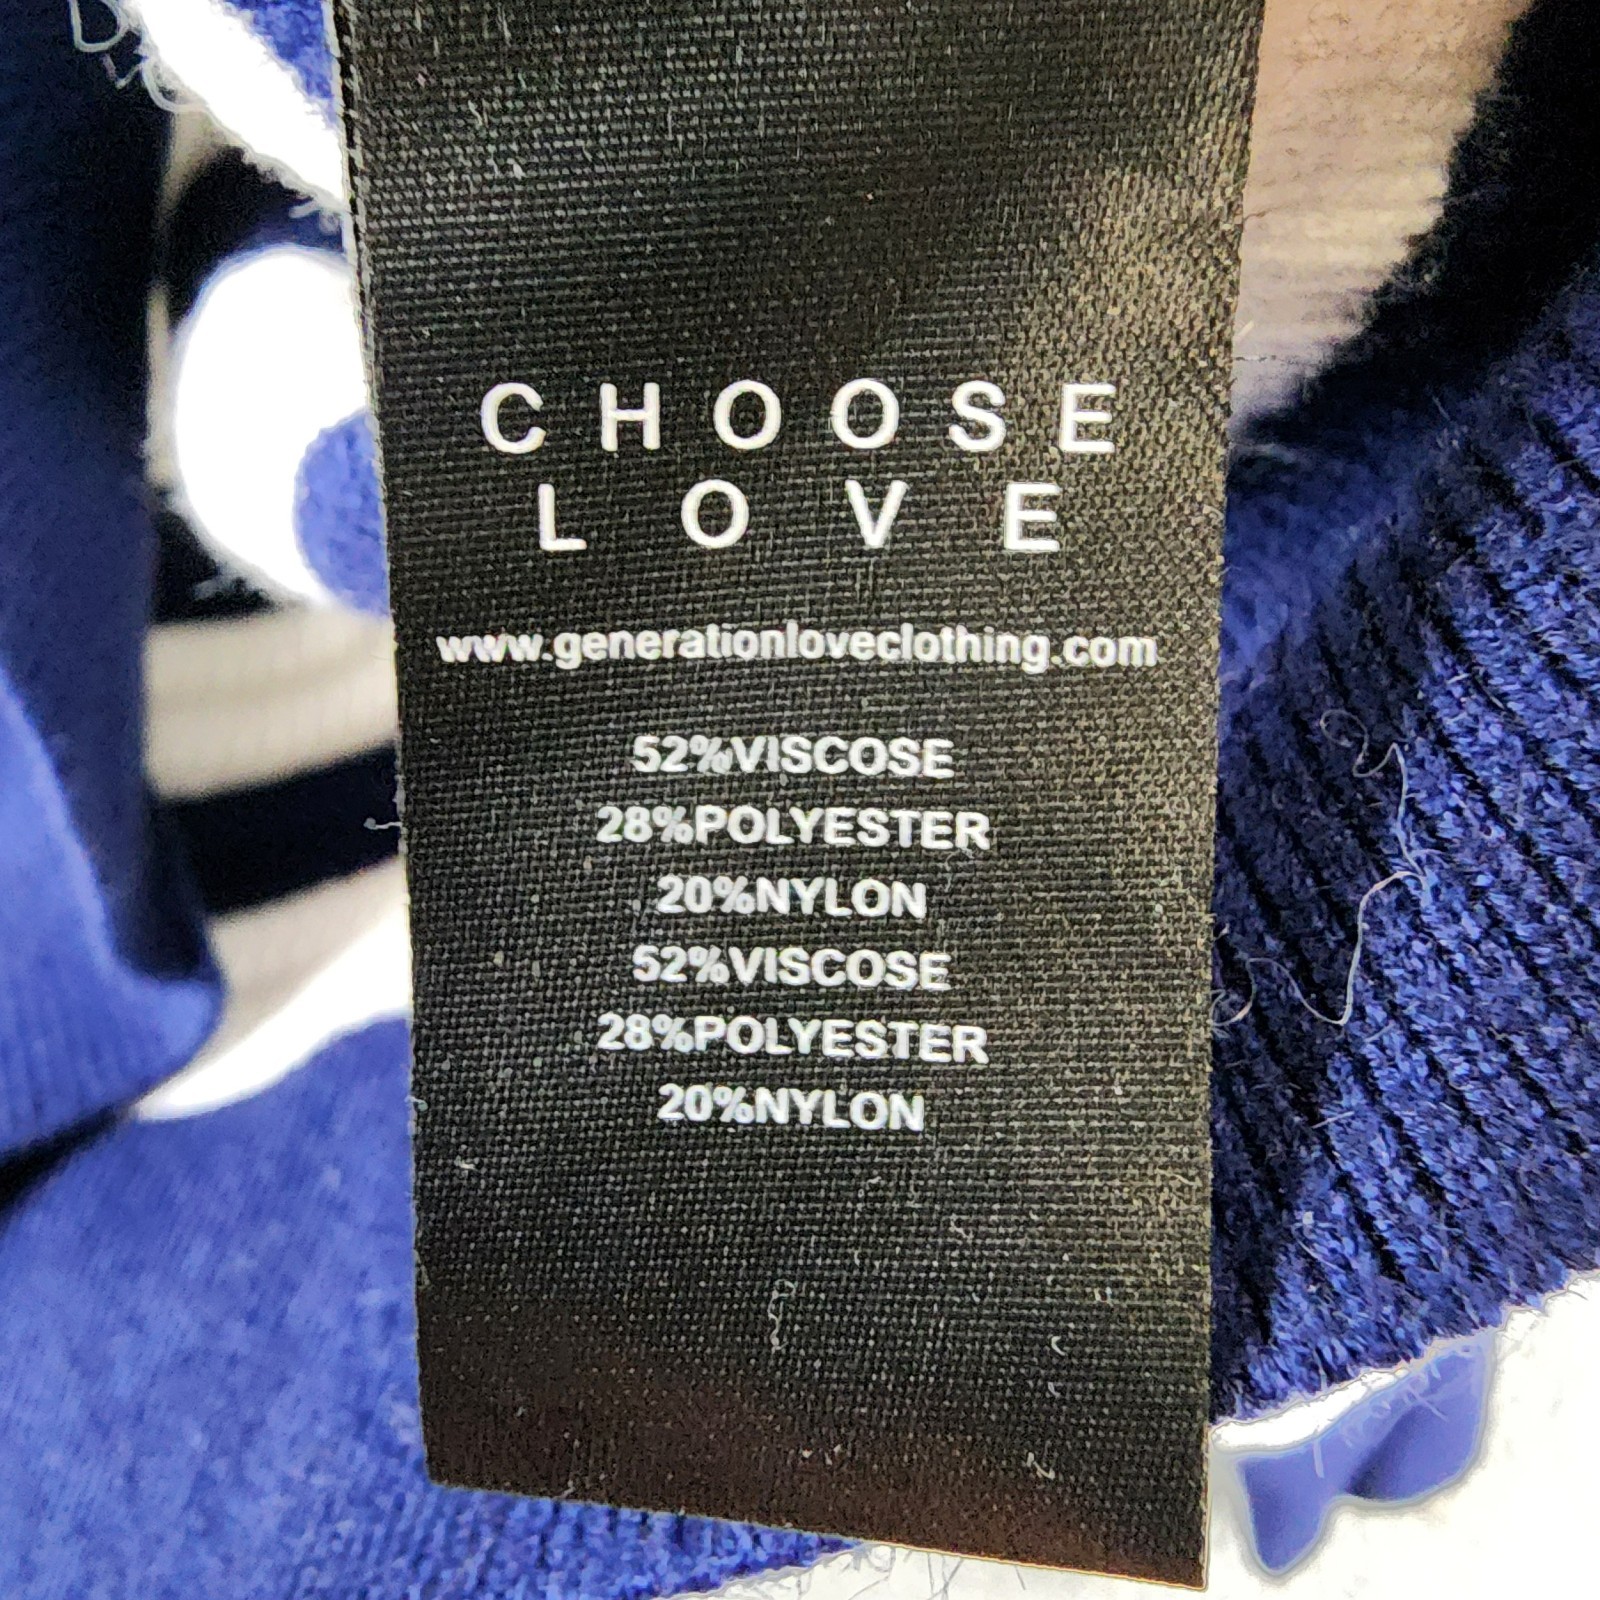 CHOOSE
LOVE
www.generationloveclothing.com
52%VISCOSE
28%POLYESTER
20%NYLON
52%VISCOSE
28%POLYESTER
20%NYLON